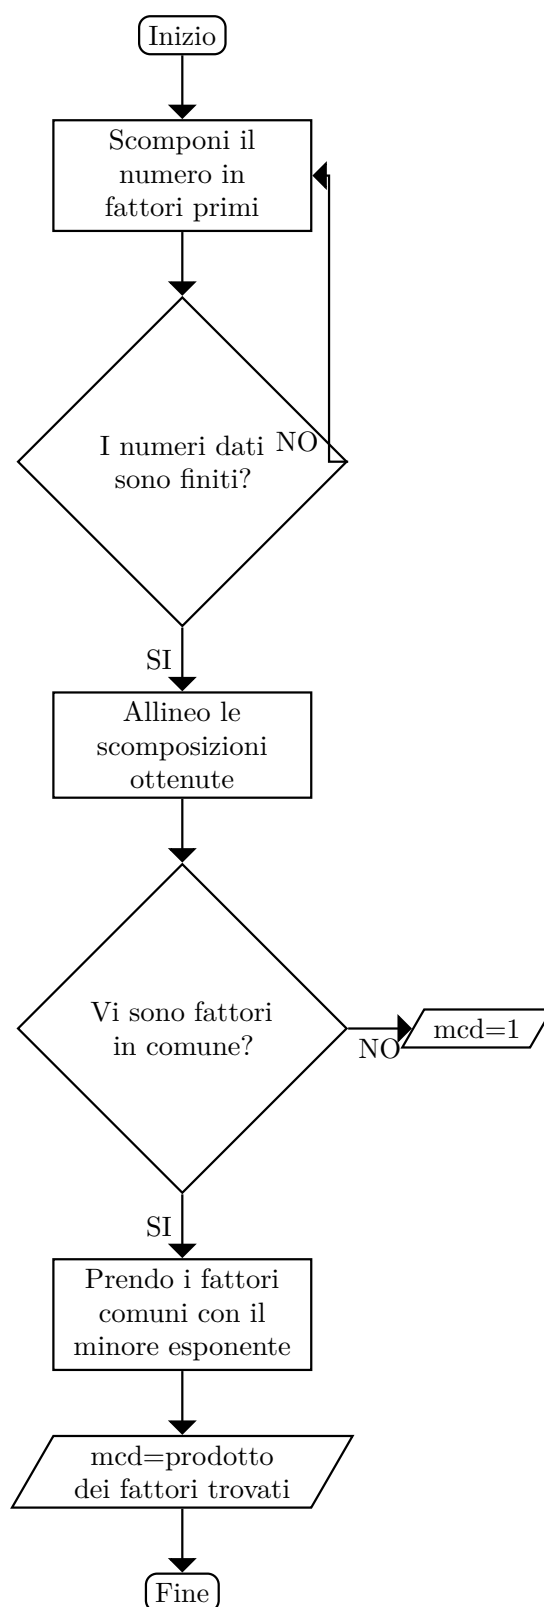 Inizio
Scomponi il
numero in
fattori primi
I numeri dati
sono finiti?
NO
SI
Allineo le
scomposizioni
ottenute
Vi sono fattori
in comune?
NO
mcd=1
SI
Prendo i fattori
comuni con il
minore esponente
mcd=prodotto
dei fattori trovati
Fine